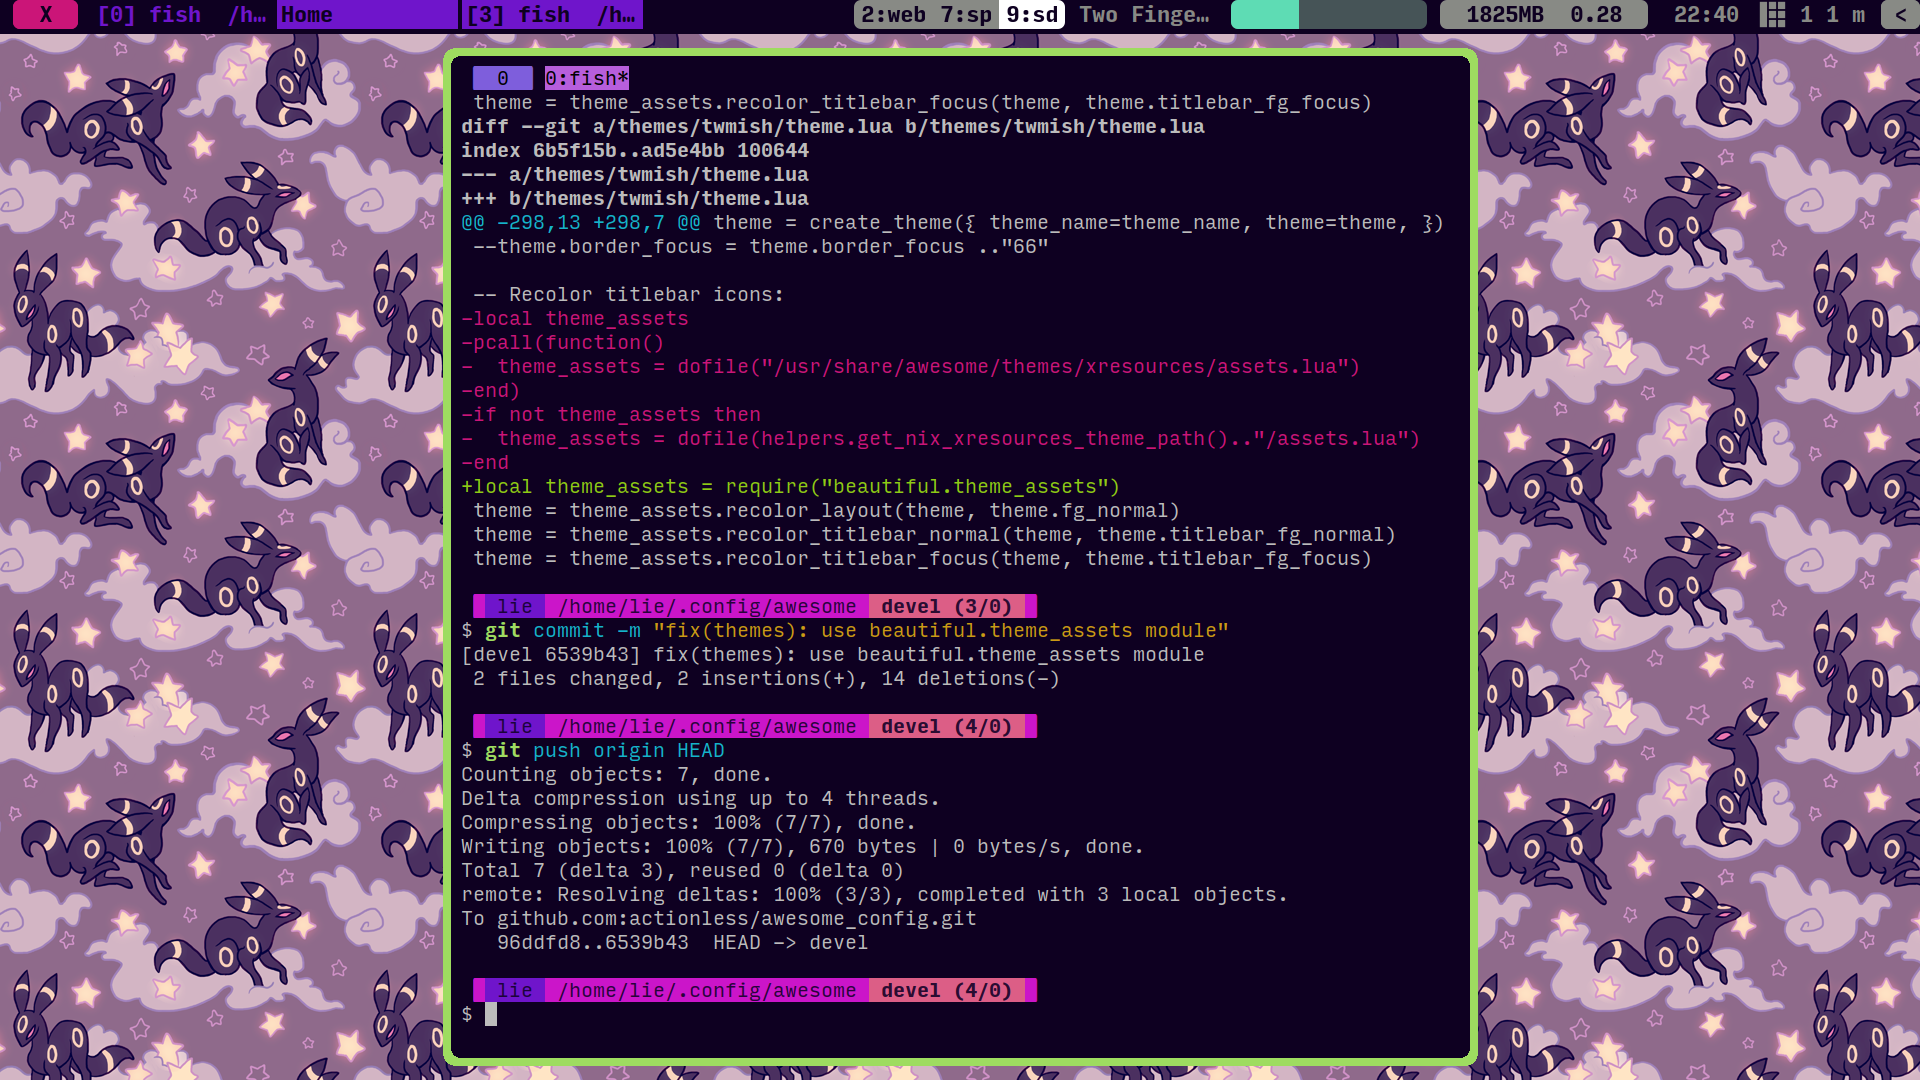 X [0] fish  /h… Home [3] fish  /h… 2:web 7:sp 9:sd Two Finge… 1825MB 0.28 22:40 1 1 m <
0 0:fish*
 theme = theme_assets.recolor_titlebar_focus(theme, theme.titlebar_fg_focus)
diff --git a/themes/twmish/theme.lua b/themes/twmish/theme.lua
index 6b5f15b..ad5e4bb 100644
--- a/themes/twmish/theme.lua
+++ b/themes/twmish/theme.lua
@@ -298,13 +298,7 @@ theme = create_theme({ theme_name=theme_name, theme=theme, })
 --theme.border_focus = theme.border_focus .."66"
 -- Recolor titlebar icons:
-local theme_assets
-pcall(function()
-  theme_assets = dofile("/usr/share/awesome/themes/xresources/assets.lua")
-end)
-if not theme_assets then
-  theme_assets = dofile(helpers.get_nix_xresources_theme_path().."/assets.lua")
-end
+local theme_assets = require("beautiful.theme_assets")
 theme = theme_assets.recolor_layout(theme, theme.fg_normal)
 theme = theme_assets.recolor_titlebar_normal(theme, theme.titlebar_fg_normal)
 theme = theme_assets.recolor_titlebar_focus(theme, theme.titlebar_fg_focus)
lie /home/lie/.config/awesome devel (3/0)
$ git commit -m "fix(themes): use beautiful.theme_assets module"
[devel 6539b43] fix(themes): use beautiful.theme_assets module
 2 files changed, 2 insertions(+), 14 deletions(-)
lie /home/lie/.config/awesome devel (4/0)
$ git push origin HEAD
Counting objects: 7, done.
Delta compression using up to 4 threads.
Compressing objects: 100% (7/7), done.
Writing objects: 100% (7/7), 670 bytes | 0 bytes/s, done.
Total 7 (delta 3), reused 0 (delta 0)
remote: Resolving deltas: 100% (3/3), completed with 3 local objects.
To github.com:actionless/awesome_config.git
   96ddfd8..6539b43  HEAD -> devel
lie /home/lie/.config/awesome devel (4/0)
$